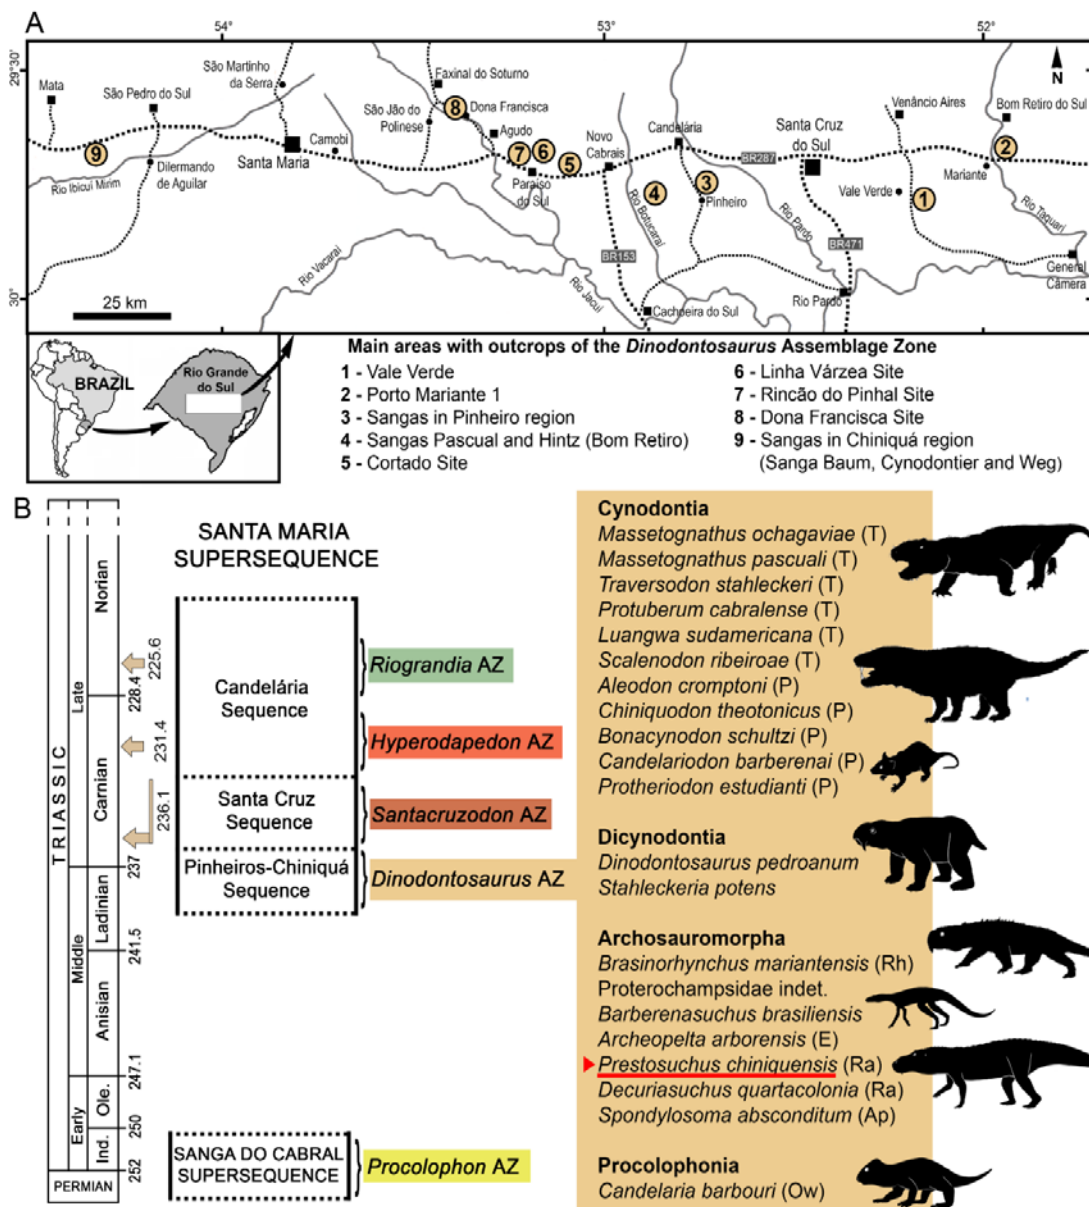 A
54°
53°
52°
29°30'
30°
N
Mata
São Pedro do Sul
São Martinho
da Serra
Faxinal do Soturno
São Jão do
Polinese
Dona Francisca
Agudo
Novo
Cabrais
Candelária
Santa Cruz
do Sul
Venâncio Aires
Bom Retiro do Sul
Santa Maria
Camobi
Dilermando
de Aguilar
Rio Ibicuí Mirim
Paraíso
do Sul
Pinheiro
Vale Verde
Mariante
BR287
BR153
BR471
Rio Vacaraí
Rio Jacuí
Rio Botucaraí
Rio Pardo
Rio Taquari
Cachoeira do Sul
Rio Pardo
General
Câmera
1
2
3
4
5
6
7
8
9
25 km
BRAZIL
Rio Grande
do Sul
Main areas with outcrops of the Dinodontosaurus Assemblage Zone
1 - Vale Verde
2 - Porto Mariante 1
3 - Sangas in Pinheiro region
4 - Sangas Pascual and Hintz (Bom Retiro)
5 - Cortado Site
6 - Linha Várzea Site
7 - Rincão do Pinhal Site
8 - Dona Francisca Site
9 - Sangas in Chiniquá region
(Sanga Baum, Cynodontier and Weg)
B
TRIASSIC
Late
Middle
Early
Norian
Carnian
Ladinian
Anisian
Ole.
Ind.
PERMIAN
225.6
228.4
231.4
236.1
237
241.5
247.1
250
252
SANTA MARIA
SUPERSEQUENCE
Candelária
Sequence
Santa Cruz
Sequence
Pinheiros-Chiniquá
Sequence
SANGA DO CABRAL
SUPERSEQUENCE
Riograndia AZ
Hyperodapedon AZ
Santacruzodon AZ
Dinodontosaurus AZ
Procolophon AZ
Cynodontia
Massetognathus ochagaviae (T)
Massetognathus pascuali (T)
Traversodon stahleckeri (T)
Protuberum cabralense (T)
Luangwa sudamericana (T)
Scalenodon ribeiroae (T)
Aleodon cromptoni (P)
Chiniquodon theotonicus (P)
Bonacynodon schultzi (P)
Candelariodon barberenai (P)
Protheriodon estudianti (P)
Dicynodontia
Dinodontosaurus pedroanum
Stahleckeria potens
Archosauromorpha
Brasinorhynchus mariantensis (Rh)
Proterochampsidae indet.
Barberenasuchus brasiliensis
Archeopelta arborensis (E)
Prestosuchus chiniquensis (Ra)
Decuriasuchus quartacolonia (Ra)
Spondylosoma absconditum (Ap)
Procolophonia
Candelaria barbouri (Ow)